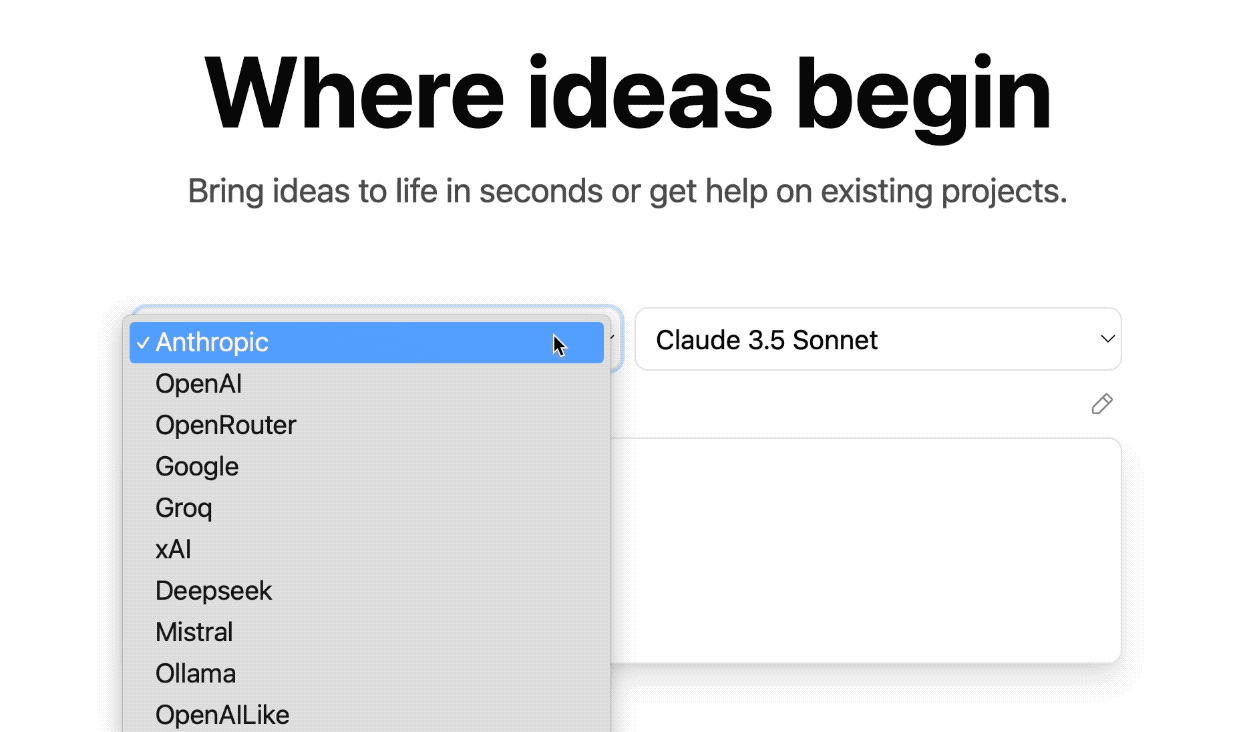 Where ideas begin
Bring ideas to life in seconds or get help on existing projects.
✓ Anthropic
Claude 3.5 Sonnet
OpenAI
OpenRouter
Google
Groq
xAI
Deepseek
Mistral
Ollama
OpenAILike